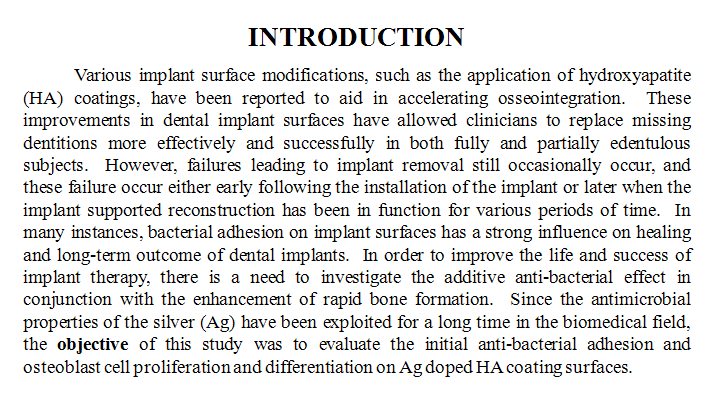 INTRODUCTION
Various implant surface modifications, such as the application of hydroxyapatite
(HA) coatings, have been reported to aid in accelerating osseointegration. These
improvements in dental implant surfaces have allowed clinicians to replace missing
dentitions more effectively and successfully in both fully and partially edentulous
subjects. However, failures leading to implant removal still occasionally occur, and
these failure occur either early following the installation of the implant or later when the
implant supported reconstruction has been in function for various periods of time. In
many instances, bacterial adhesion on implant surfaces has a strong influence on healing
and long-term outcome of dental implants. In order to improve the life and success of
implant therapy, there is a need to investigate the additive anti-bacterial effect in
conjunction with the enhancement of rapid bone formation. Since the antimicrobial
properties of the silver (Ag) have been exploited for a long time in the biomedical field,
the objective of this study was to evaluate the initial anti-bacterial adhesion and
osteoblast cell proliferation and differentiation on Ag doped HA coating surfaces.